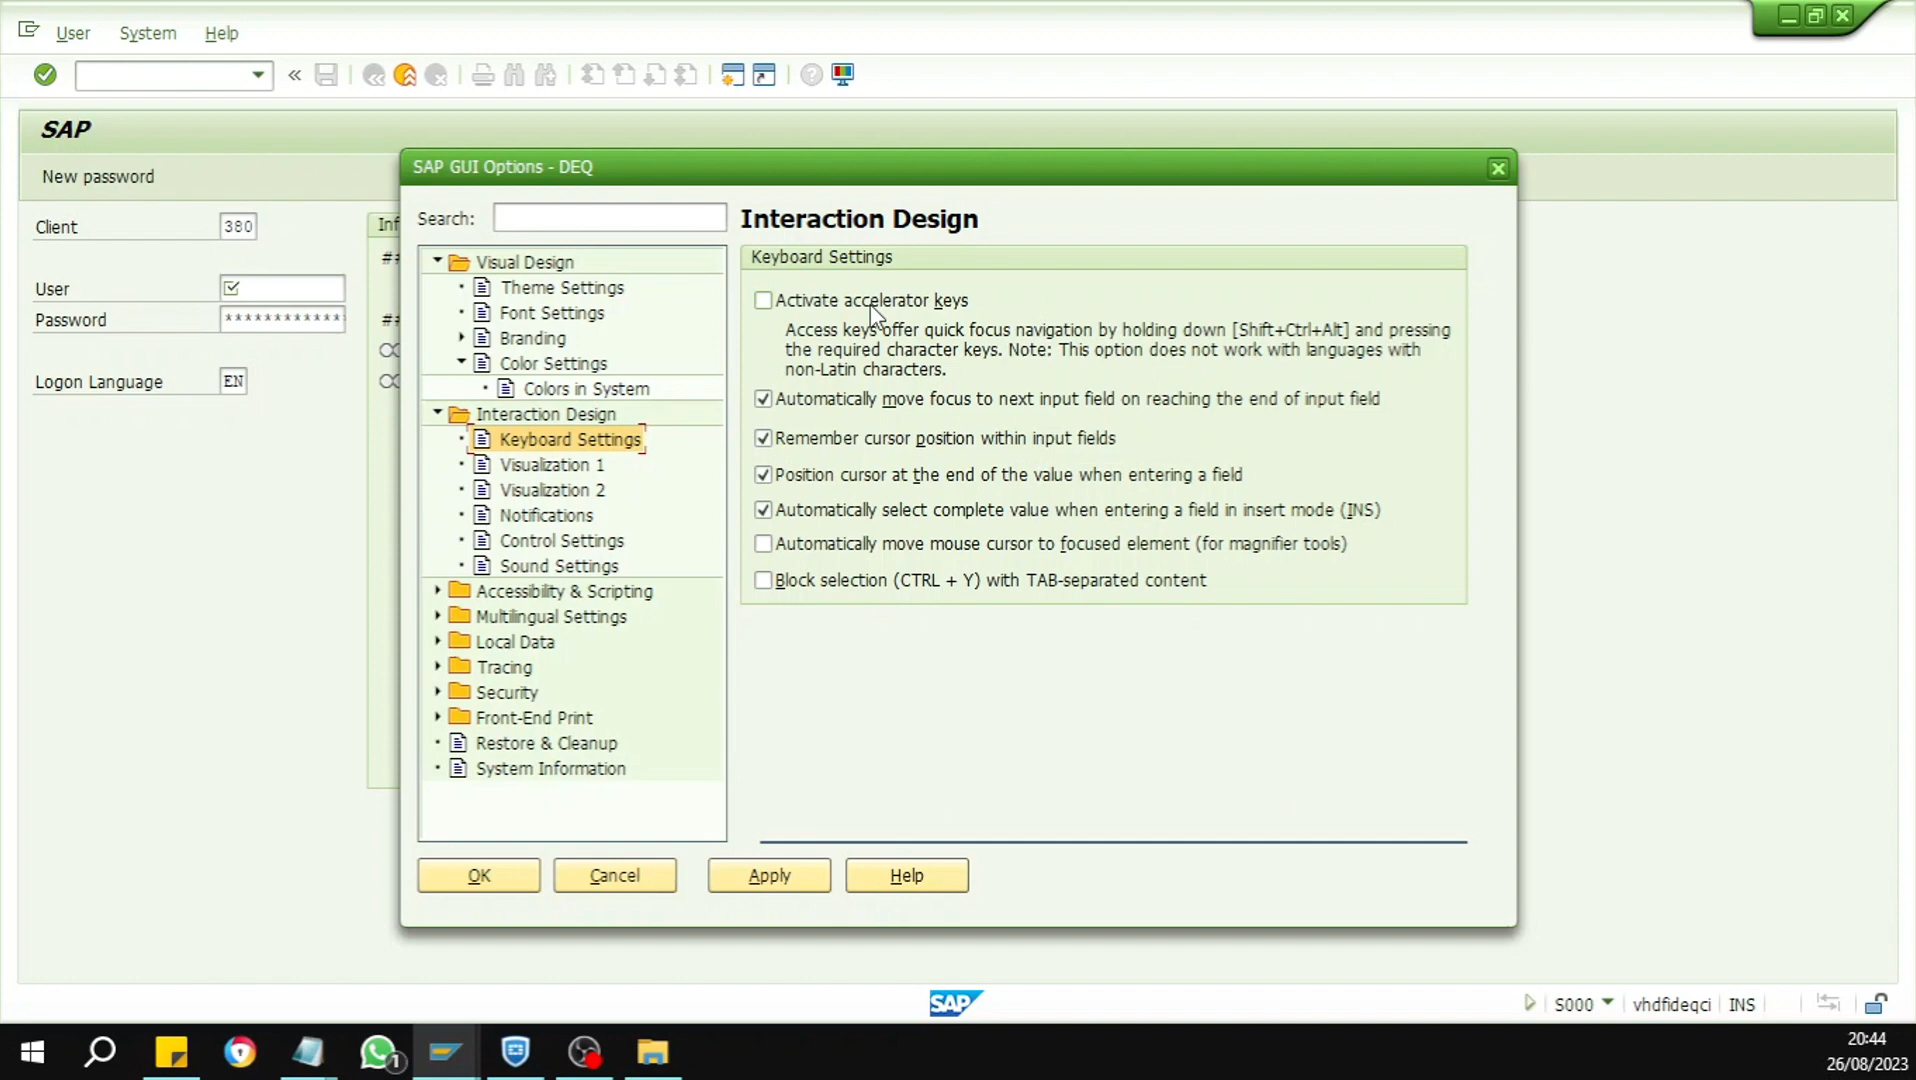 User System Help
SAP
New password
Client 380
User
Password ************
Logon Language EN
Inf
##
##
SAP GUI Options - DEQ
Search:
Visual Design
Theme Settings
Font Settings
Branding
Color Settings
Colors in System
Interaction Design
Keyboard Settings
Visualization 1
Visualization 2
Notifications
Control Settings
Sound Settings
Accessibility & Scripting
Multilingual Settings
Local Data
Tracing
Security
Front-End Print
Restore & Cleanup
System Information
Interaction Design
Keyboard Settings
Activate accelerator keys
Access keys offer quick focus navigation by holding down [Shift+Ctrl+Alt] and pressing
the required character keys. Note: This option does not work with languages with
non-Latin characters.
Automatically move focus to next input field on reaching the end of input field
Remember cursor position within input fields
Position cursor at the end of the value when entering a field
Automatically select complete value when entering a field in insert mode (INS)
Automatically move mouse cursor to focused element (for magnifier tools)
Block selection (CTRL + Y) with TAB-separated content
OK Cancel Apply Help
SAP
S000 vhdfideqci INS
1
20:44
26/08/2023